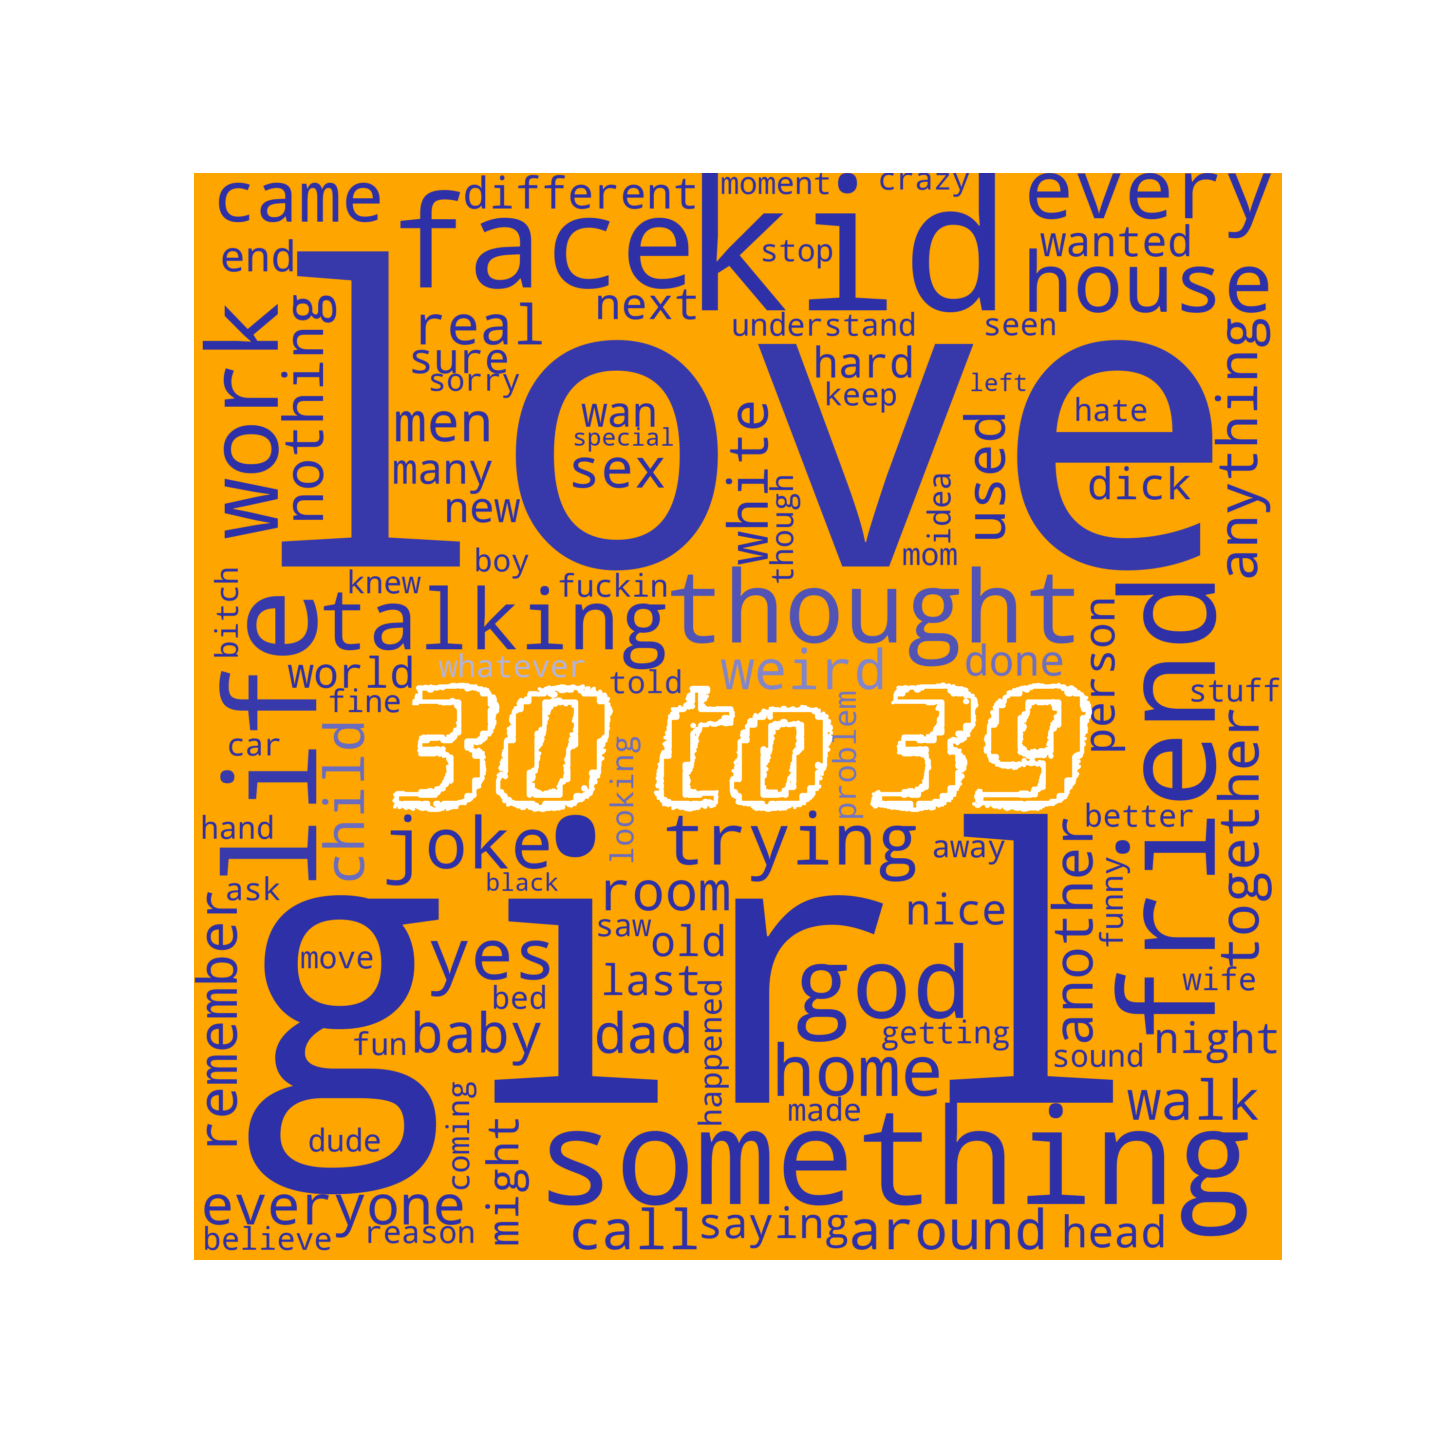 came
different
moment
crazy
every
face
kid
end
stop
wanted
house
love
next
real
understand
seen
work
nothing
sure
sorry
hard
keep
left
hate
anything
men
wan
special
sex
white
many
new
used
dick
though
idea
mom
boy
knew
fuckin
bitch
talking
thought
life
world
whatever
told
weird
done
person
friend
fine
stuff
30 to 39
car
child
looking
problem
together
hand
joke
trying
away
better
ask
black
room
another
funny
remember
girl
move
yes
saw
old
nice
last
god
bed
wife
fun
baby
dad
happened
getting
home
sound
night
made
walk
dude
coming
might
something
everyone
believe
reason
call
saying
around
head